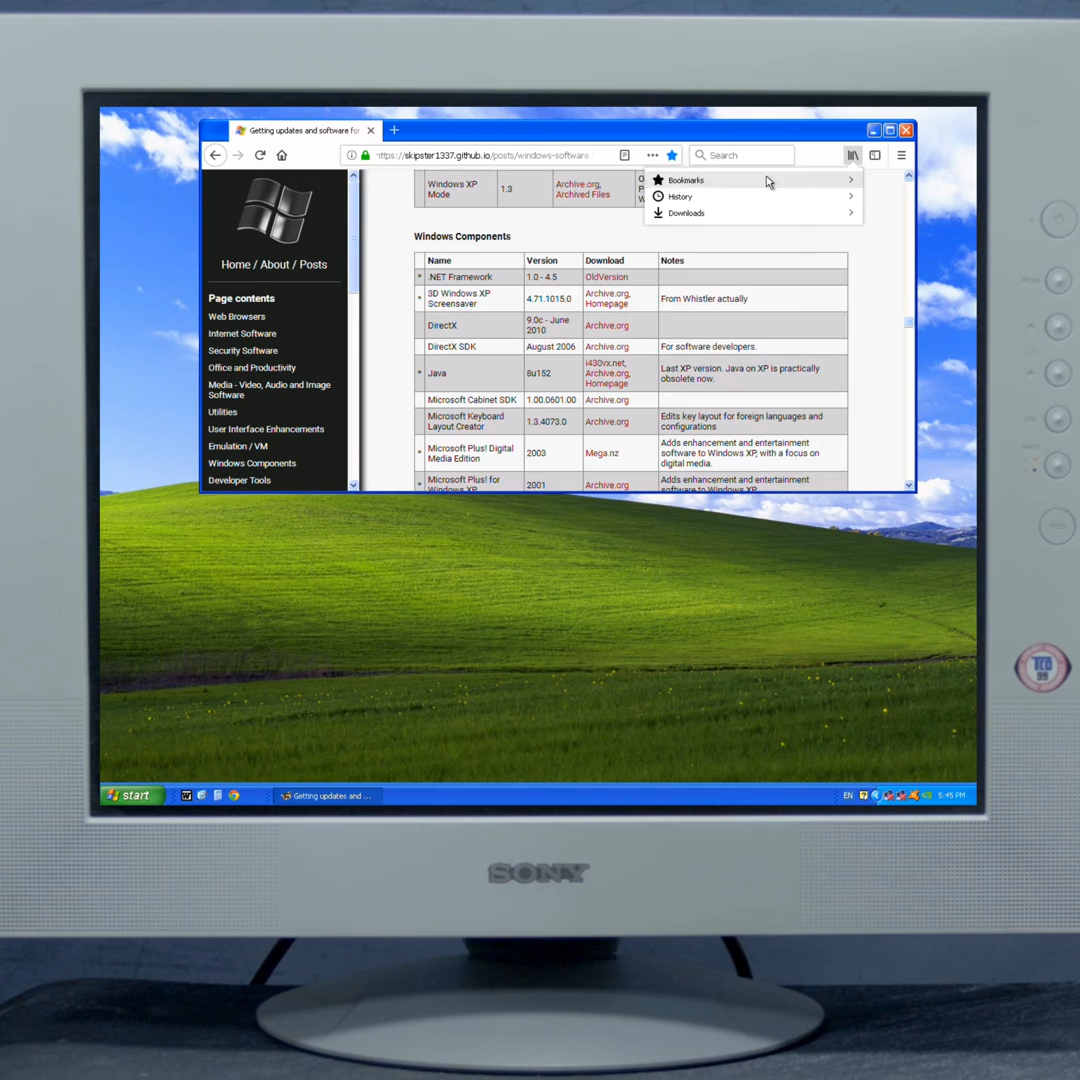 Getting updates and software for
https://skipster1337.github.io/posts/windows-software
Search
Bookmarks
History
Downloads
Home / About / Posts
Page contents
Web Browsers
Internet Software
Security Software
Office and Productivity
Media - Video, Audio and Image
Software
Utilities
User Interface Enhancements
Emulation / VM
Windows Components
Developer Tools
Windows XP
Mode
1.3
Archive.org,
Archived Files
Windows Components
Name Version Download Notes
* .NET Framework 1.0 - 4.5 OldVersion
* 3D Windows XP
Screensaver
4.71.1015.0
Archive.org,
Homepage
From Whistler actually
DirectX
9.0c - June
2010
Archive.org
DirectX SDK August 2006 Archive.org For software developers.
* Java
8u152
i430vx.net,
Archive.org,
Homepage
Last XP version. Java on XP is practically
obsolete now.
Microsoft Cabinet SDK 1.00.0601.00 Archive.org
Microsoft Keyboard
Layout Creator
1.3.4073.0
Archive.org
Edits key layout for foreign languages and
configurations
* Microsoft Plus! Digital
Media Edition
2003
Mega.nz
Adds enhancement and entertainment
software to Windows XP, with a focus on
digital media.
* Microsoft Plus! for
Windows XP
2001
Archive.org
Adds enhancement and entertainment
software to Windows XP.
start
Getting updates and ...
EN
5:45 PM
SONY
TCO
99